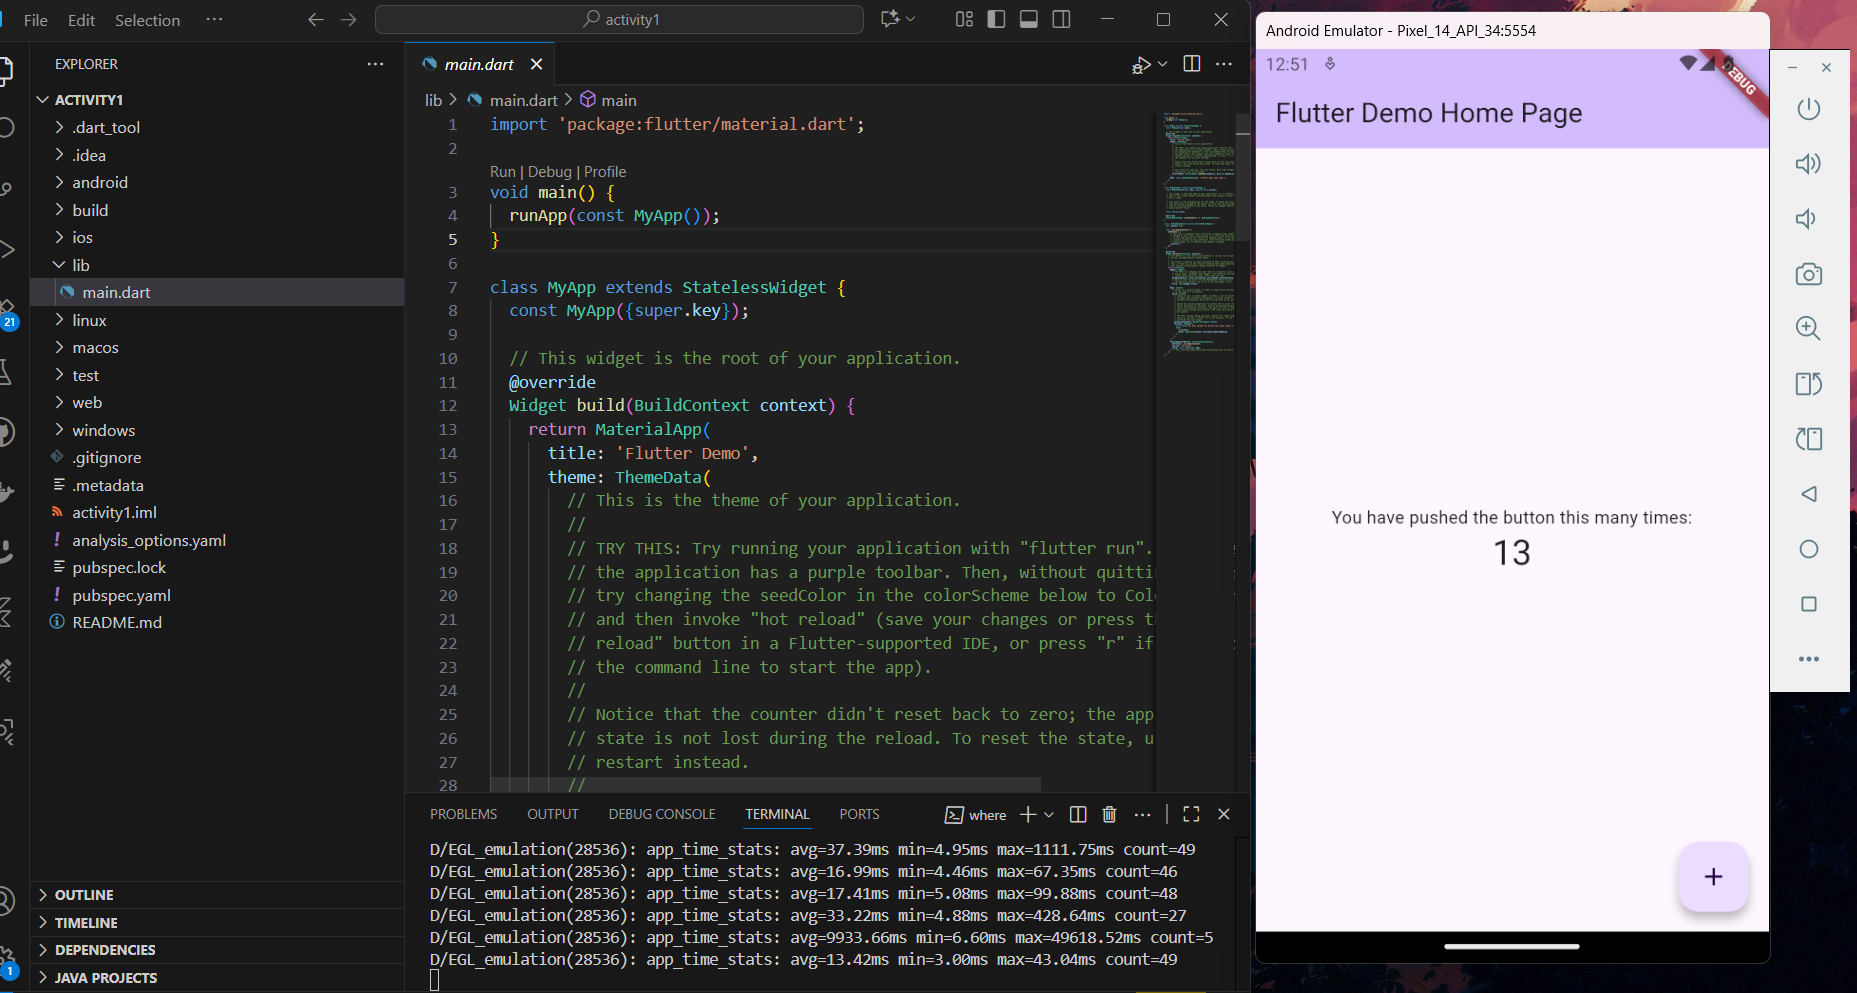 File Edit Selection ···
activity1
EXPLORER
ACTIVITY1
.dart_tool
.idea
android
build
ios
lib
main.dart
linux
macos
test
web
windows
.gitignore
.metadata
activity1.iml
analysis_options.yaml
pubspec.lock
pubspec.yaml
README.md
OUTLINE
TIMELINE
DEPENDENCIES
JAVA PROJECTS
21
1
main.dart
lib > main.dart > main
1 import 'package:flutter/material.dart';
2
Run | Debug | Profile
3 void main() {
4 runApp(const MyApp());
5 }
6
7 class MyApp extends StatelessWidget {
8 const MyApp({super.key});
9
10 // This widget is the root of your application.
11 @override
12 Widget build(BuildContext context) {
13 return MaterialApp(
14 title: 'Flutter Demo',
15 theme: ThemeData(
16 // This is the theme of your application.
17 //
18 // TRY THIS: Try running your application with "flutter run".
19 // the application has a purple toolbar. Then, without quitti
20 // try changing the seedColor in the colorScheme below to Col
21 // and then invoke "hot reload" (save your changes or press t
22 // reload" button in a Flutter-supported IDE, or press "r" if
23 // the command line to start the app).
24 //
25 // Notice that the counter didn't reset back to zero; the app
26 // state is not lost during the reload. To reset the state, u
27 // restart instead.
28 //
PROBLEMS OUTPUT DEBUG CONSOLE TERMINAL PORTS
where
D/EGL_emulation(28536): app_time_stats: avg=37.39ms min=4.95ms max=1111.75ms count=49
D/EGL_emulation(28536): app_time_stats: avg=16.99ms min=4.46ms max=67.35ms count=46
D/EGL_emulation(28536): app_time_stats: avg=17.41ms min=5.08ms max=99.88ms count=48
D/EGL_emulation(28536): app_time_stats: avg=33.22ms min=4.88ms max=428.64ms count=27
D/EGL_emulation(28536): app_time_stats: avg=9933.66ms min=6.60ms max=49618.52ms count=5
D/EGL_emulation(28536): app_time_stats: avg=13.42ms min=3.00ms max=43.04ms count=49
Android Emulator - Pixel_14_API_34:5554
12:51
DEBUG
Flutter Demo Home Page
You have pushed the button this many times:
13
+